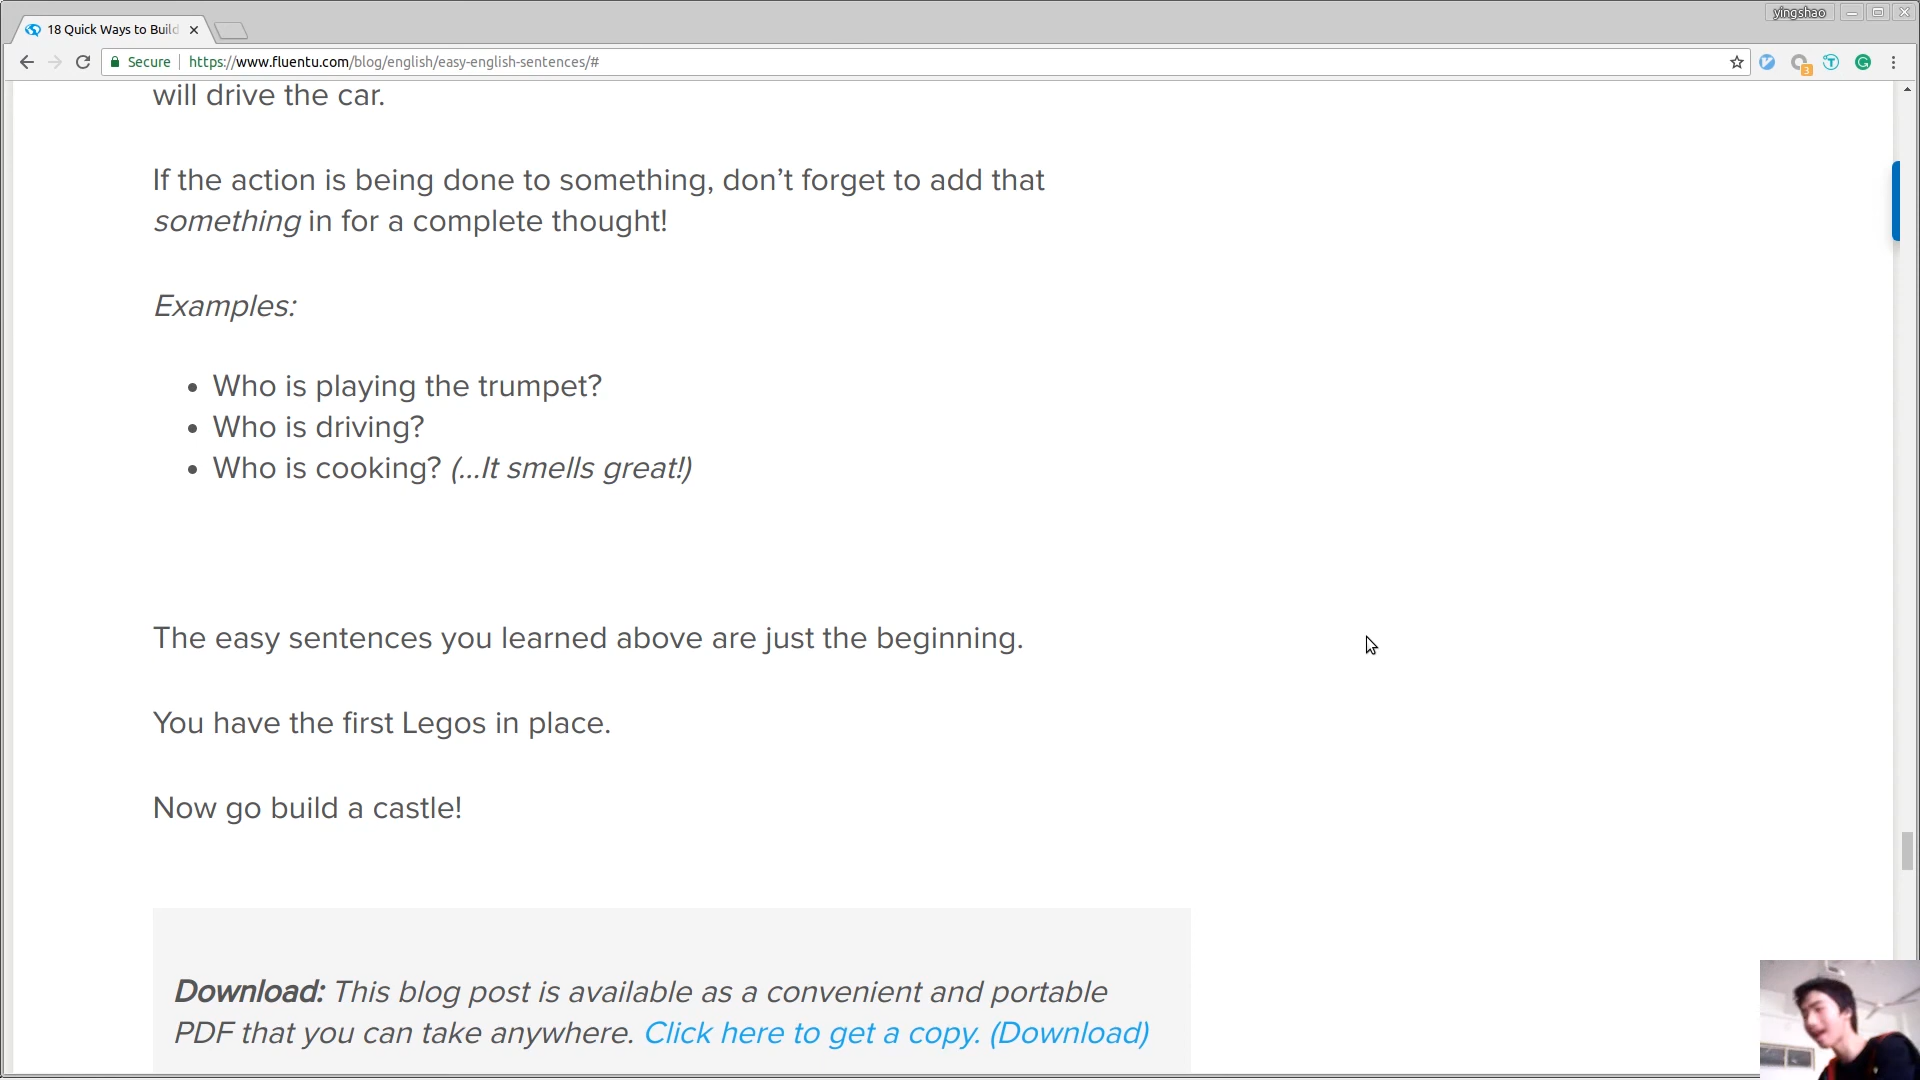 18 Quick Ways to Build
yingshao
Secure
https://www.fluentu.com/blog/english/easy-english-sentences/#
3
will drive the car.
If the action is being done to something, don’t forget to add that
something in for a complete thought!
Examples:
• Who is playing the trumpet?
• Who is driving?
• Who is cooking? (...It smells great!)
The easy sentences you learned above are just the beginning.
You have the first Legos in place.
Now go build a castle!
Download: This blog post is available as a convenient and portable
PDF that you can take anywhere. Click here to get a copy. (Download)